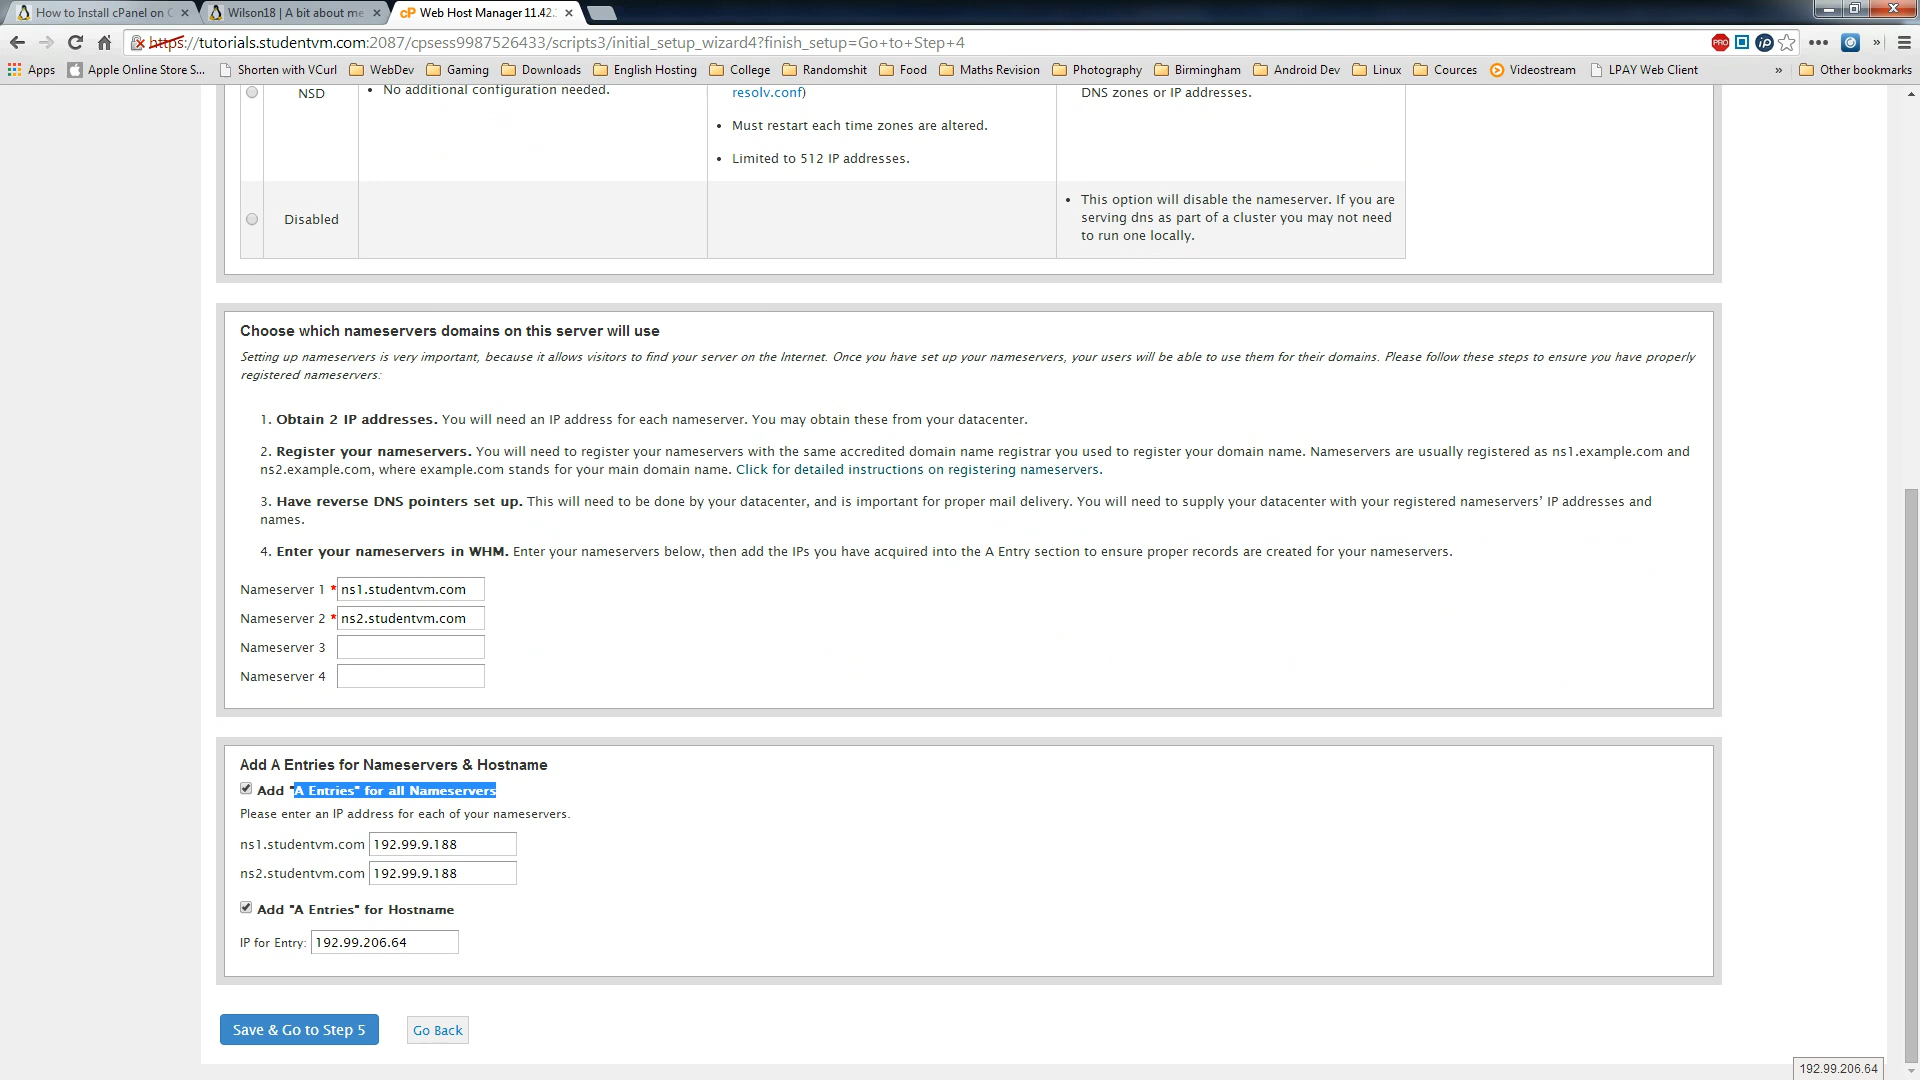 How to Install cPanel on C
Wilson18 | A bit about me
Web Host Manager 11.42.
https://tutorials.studentvm.com:2087/cpsess9987526433/scripts3/initial_setup_wizard4?finish_setup=Go+to+Step+4
Apps Apple Online Store S... Shorten with VCurl WebDev Gaming Downloads English Hosting College Randomshit Food Maths Revision Photography Birmingham Android Dev Linux Cources Videostream LPAY Web Client » Other bookmarks
NSD
• No additional configuration needed.
resolv.conf)
• Must restart each time zones are altered.
• Limited to 512 IP addresses.
DNS zones or IP addresses.
Disabled
• This option will disable the nameserver. If you are
serving dns as part of a cluster you may not need
to run one locally.
Choose which nameservers domains on this server will use
Setting up nameservers is very important, because it allows visitors to find your server on the Internet. Once you have set up your nameservers, your users will be able to use them for their domains. Please follow these steps to ensure you have properly
registered nameservers:
1. Obtain 2 IP addresses. You will need an IP address for each nameserver. You may obtain these from your datacenter.
2. Register your nameservers. You will need to register your nameservers with the same accredited domain name registrar you used to register your domain name. Nameservers are usually registered as ns1.example.com and
ns2.example.com, where example.com stands for your main domain name. Click for detailed instructions on registering nameservers.
3. Have reverse DNS pointers set up. This will need to be done by your datacenter, and is important for proper mail delivery. You will need to supply your datacenter with your registered nameservers’ IP addresses and
names.
4. Enter your nameservers in WHM. Enter your nameservers below, then add the IPs you have acquired into the A Entry section to ensure proper records are created for your nameservers.
Nameserver 1 * ns1.studentvm.com
Nameserver 2 * ns2.studentvm.com
Nameserver 3
Nameserver 4
Add A Entries for Nameservers & Hostname
Add "A Entries" for all Nameservers
Please enter an IP address for each of your nameservers.
ns1.studentvm.com 192.99.9.188
ns2.studentvm.com 192.99.9.188
Add "A Entries" for Hostname
IP for Entry: 192.99.206.64
Save & Go to Step 5 Go Back
192.99.206.64